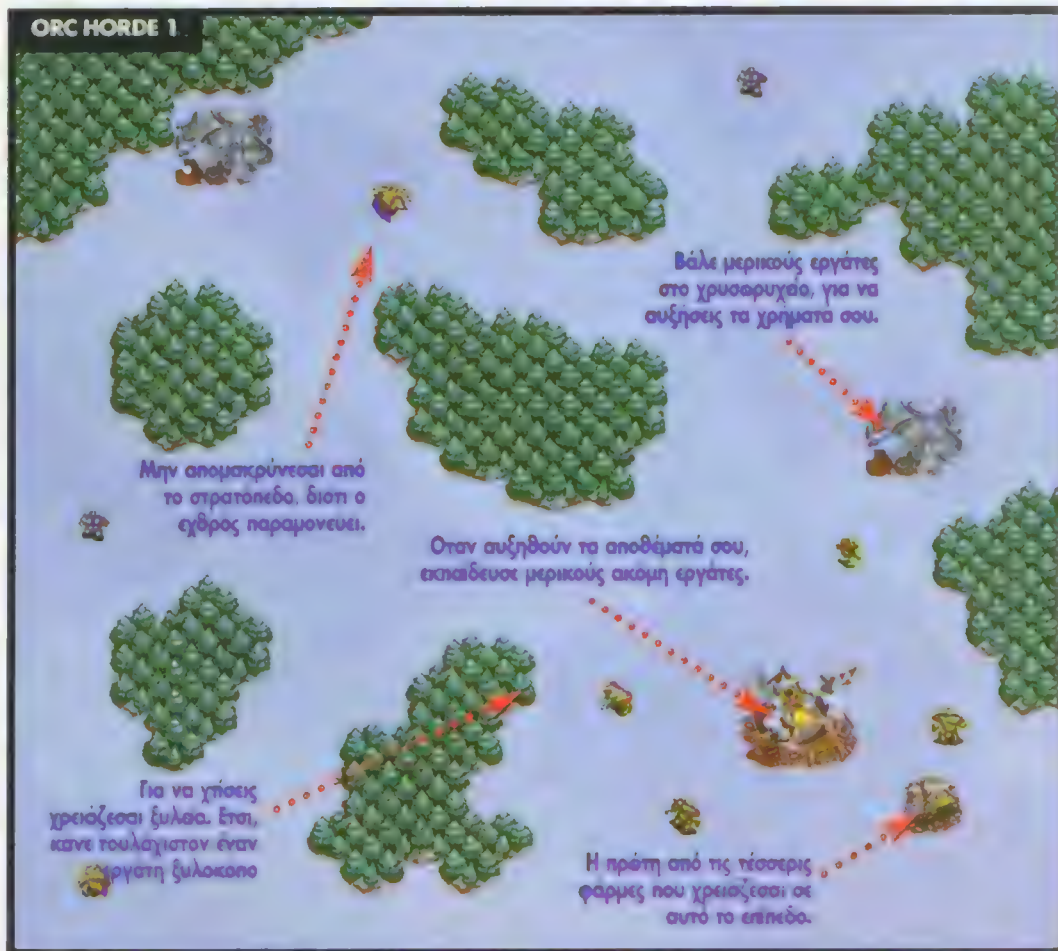 ORC HORDE 1
Βάλε μερικούς εργάτες
στο χρυσωρυχείο, για να
αυξήσεις τα χρήματά σου.
Μην απομακρύνεσαι από
το στρατόπεδο, διότι ο
εχθρός παραμονεύει.
Όταν αυξηθούν τα αποθέματά σου,
εκπαίδευσε μερικούς ακόμη εργάτες.
Για να χτίσεις
χρειάζεσαι ξυλεία. Ετσι,
κάνε τουλάχιστον έναν
εργάτη ξυλοκόπο
Η πρώτη από τις τέσσερις
φάρμες που χρειάζεσαι σε
αυτό το επίπεδο.